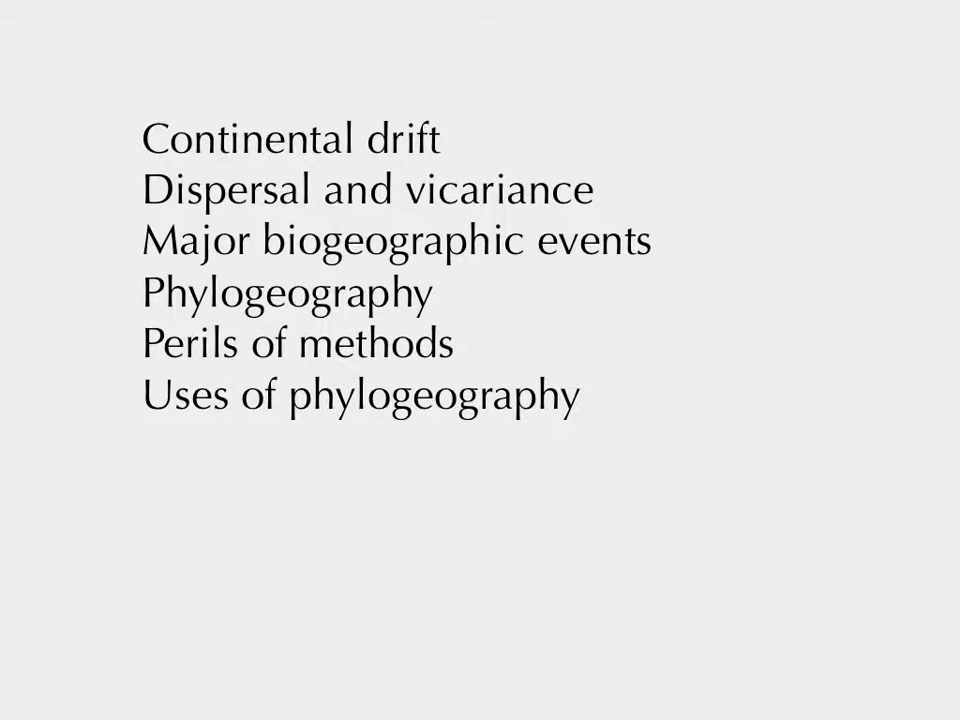 Continental drift
Dispersal and vicariance
Major biogeographic events
Phylogeography
Perils of methods
Uses of phylogeography